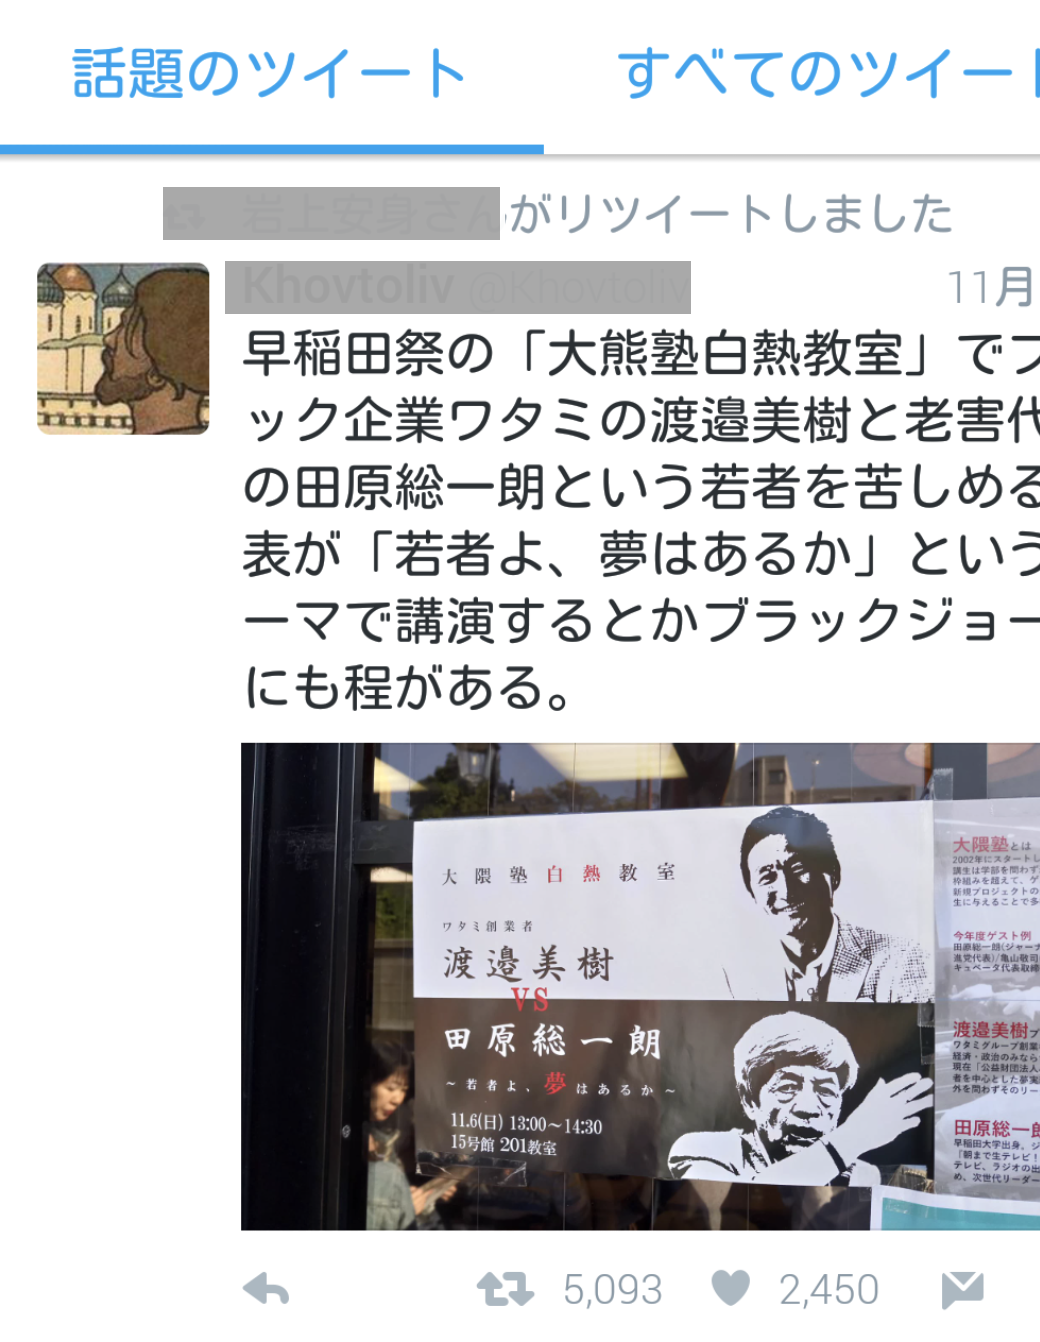 話題のツイート
すべてのツイート
がリツイートしました
11月
早稲田祭の「大熊塾白熱教室」でブ
ック企業ワタミの渡邉美樹と老害代
の田原総一朗という若者を苦しめる
表が「若者よ、夢はあるか」という
ーマで講演するとかブラックジョー
にも程がある。
大隈塾白熱教室
ワタミ創業者
渡邉美樹
VS
田原総一朗
~若者よ、夢はあるか~
11.6(日) 13:00~14:30
15号館 201教室
大隈塾とは
2002年にスタートし
講生は学部を問わず
枠組みを超えて、ゲ
新規プロジェクトの
生に与えることで多
今年度ゲスト例
田原総一朗(ジャーナ
進党代表)/亀山敬司
キュベータ代表取締
渡邉美樹プ
ワタミグループ創業
経済・政治のみなら
現在「公益財団法人
者を中心とした夢実
外を問わずそのリー
田原総一朗
早稲田大学出身。ジ
「朝まで生テレビ!
テレビ、ラジオの出
め、次世代リーダー
5,093
2,450